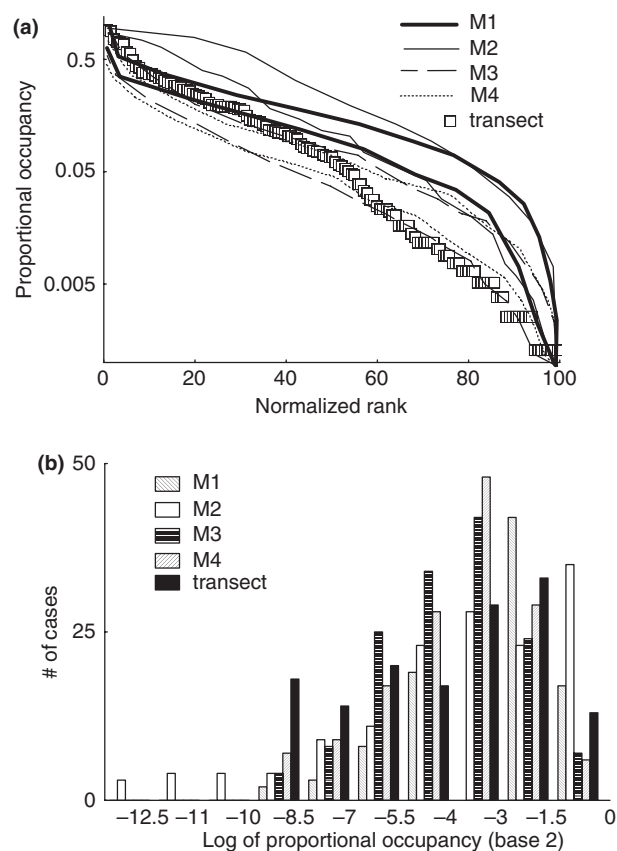 (a)
0.5
0.05
0.005
Proportional occupancy
M1
M2
M3
M4
transect
0 20 40 60 80 100
Normalized rank
(b)
50
25
0
# of cases
M1
M2
M3
M4
transect
−12.5 −11 −10 −8.5 −7 −5.5 −4 −3 −1.5 0
Log of proportional occupancy (base 2)